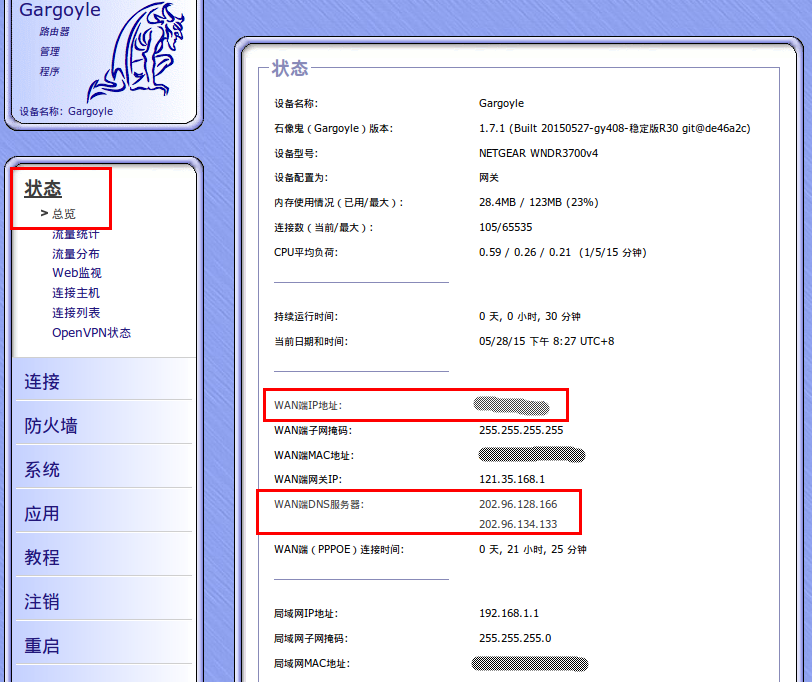 Gargoyle
路由器
管理
程序
设备名称: Gargoyle
状态
> 总览
流量统计
流量分布
Web监视
连接主机
连接列表
OpenVPN状态
连接
防火墙
系统
应用
教程
注销
重启
状态
设备名称: Gargoyle
石像鬼（Gargoyle）版本: 1.7.1 (Built 20150527-gy408-稳定版R30 git@de46a2c)
设备型号: NETGEAR WNDR3700v4
设备配置为: 网关
内存使用情况（已用/最大）: 28.4MB / 123MB (23%)
连接数（当前/最大）: 105/65535
CPU平均负荷: 0.59 / 0.26 / 0.21 (1/5/15 分钟)
持续运行时间: 0 天, 0 小时, 30 分钟
当前日期和时间: 05/28/15 下午 8:27 UTC+8
WAN端IP地址:
WAN端子网掩码: 255.255.255.255
WAN端MAC地址:
WAN端网关IP: 121.35.168.1
WAN端DNS服务器: 202.96.128.166
202.96.134.133
WAN端（PPPOE）连接时间: 0 天, 21 小时, 25 分钟
局域网IP地址: 192.168.1.1
局域网子网掩码: 255.255.255.0
局域网MAC地址: